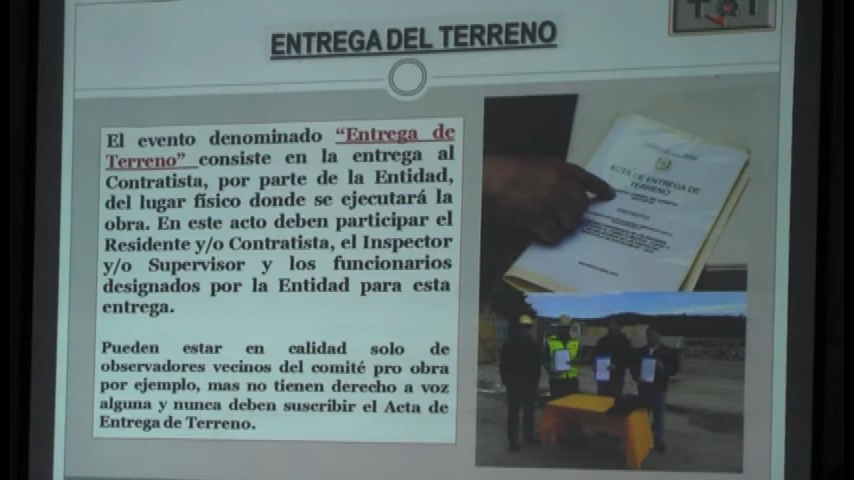 ENTREGA DEL TERRENO
El evento denominado “Entrega de
Terreno” consiste en la entrega al
Contratista, por parte de la Entidad,
del lugar físico donde se ejecutará la
obra. En este acto deben participar el
Residente y/o Contratista, el Inspector
y/o Supervisor y los funcionarios
designados por la Entidad para esta
entrega.
Pueden estar en calidad solo de
observadores vecinos del comité pro obra
por ejemplo, mas no tienen derecho a voz
alguna y nunca deben suscribir el Acta de
Entrega de Terreno.
ACTA DE ENTREGA DE
TERRENO
PROYECTO